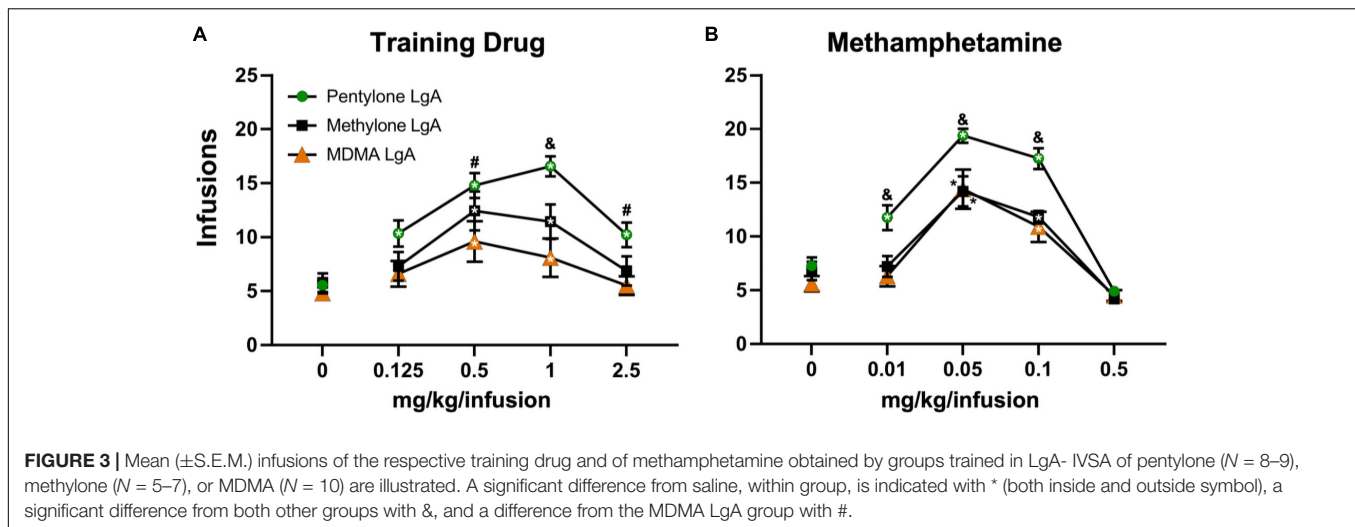 A Training Drug
B Methamphetamine
Infusions
25
20
15
10
5
0
Pentylone LgA
Methylone LgA
MDMA LgA
#
&
#
0 0.125 0.5 1 2.5
mg/kg/infusion
25
20
15
10
5
0
&
&
&
*
*
0 0.01 0.05 0.1 0.5
mg/kg/infusion
FIGURE 3 | Mean (±S.E.M.) infusions of the respective training drug and of methamphetamine obtained by groups trained in LgA- IVSA of pentylone (N = 8–9),
methylone (N = 5–7), or MDMA (N = 10) are illustrated. A significant difference from saline, within group, is indicated with * (both inside and outside symbol), a
significant difference from both other groups with &, and a difference from the MDMA LgA group with #.